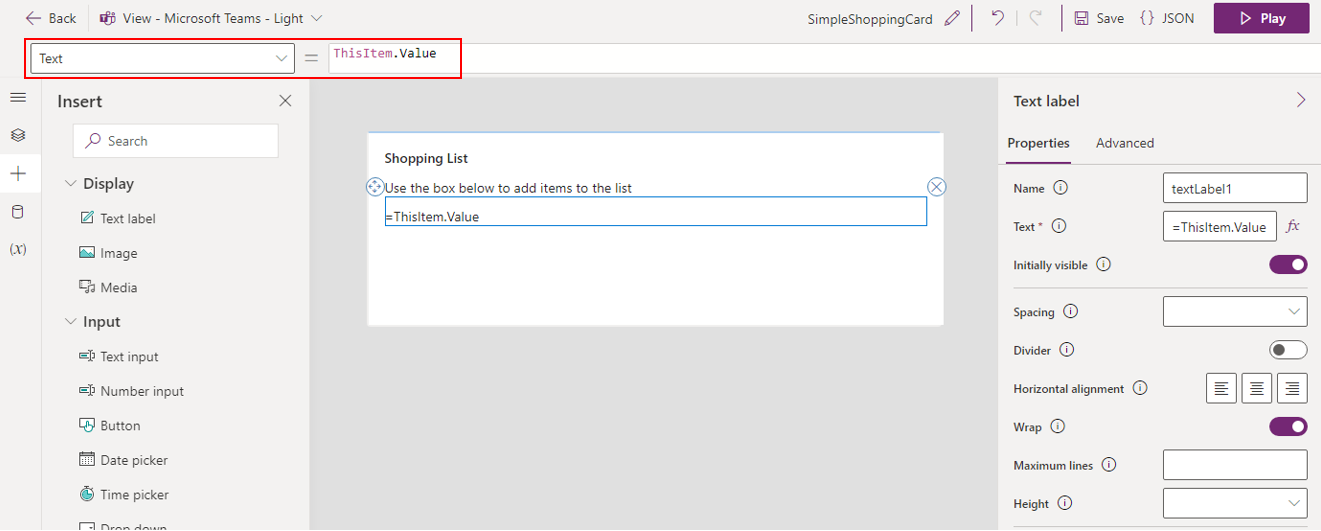 Back
View - Microsoft Teams - Light
SimpleShoppingCard
Save
{ } JSON
Play
Text
=
ThisItem.Value
Insert
Search
Display
Text label
Image
Media
Input
Text input
Number input
Button
Date picker
Time picker
Drop down
(x)
Shopping List
Use the box below to add items to the list
=ThisItem.Value
Text label
Properties
Advanced
Name
textLabel1
Text *
=ThisItem.Value
fx
Initially visible
Spacing
Divider
Horizontal alignment
Wrap
Maximum lines
Height